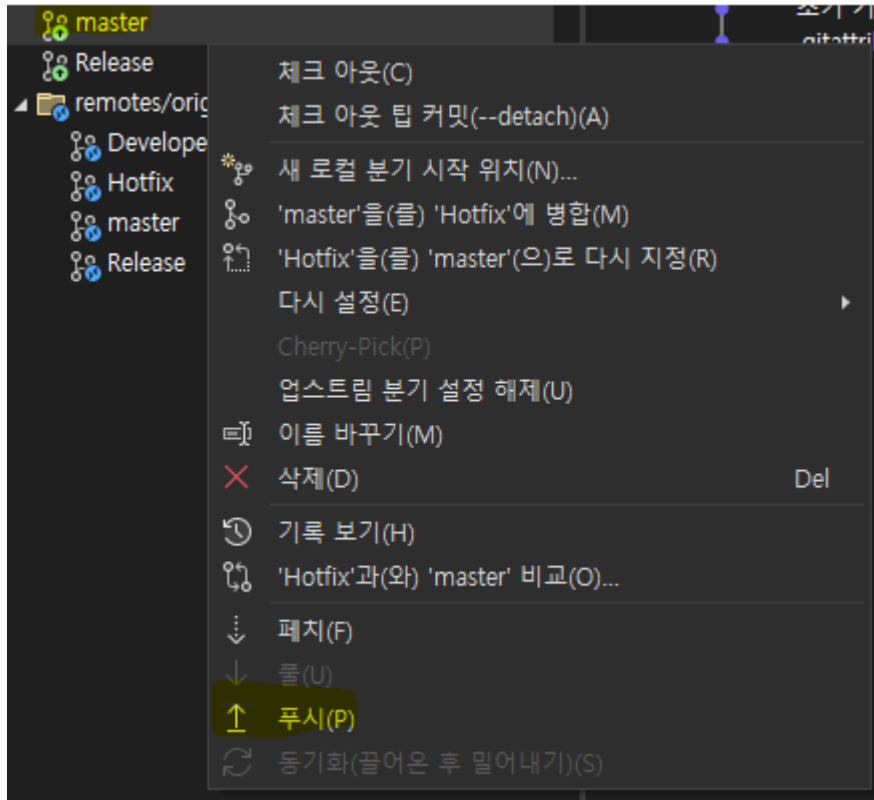 master
Release
remotes/orig
Develope
Hotfix
master
Release
체크 아웃(C)
체크 아웃 팁 커밋(--detach)(A)
새 로컬 분기 시작 위치(N)...
'master'을(를) 'Hotfix'에 병합(M)
'Hotfix'을(를) 'master'(으)로 다시 지정(R)
다시 설정(E)
Cherry-Pick(P)
업스트림 분기 설정 해제(U)
이름 바꾸기(M)
삭제(D) Del
기록 보기(H)
'Hotfix'과(와) 'master' 비교(O)...
페치(F)
풀(U)
푸시(P)
동기화(끌어온 후 밀어내기)(S)